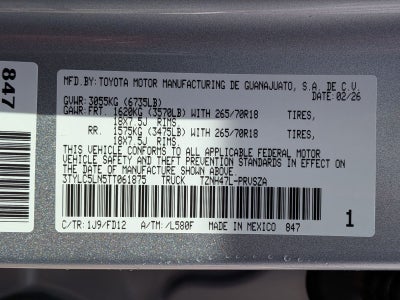 847
MFD.BY:TOYOTA MOTOR MANUFACTURING DE GUANAJUATO, S.A. DE C.V.
DATE:02/26
GVWR:3055KG (6735LB)
GAWR:FRT. 1620KG (3570LB) WITH 265/70R18 TIRES,
18X7.5J RIMS,
RR. 1575KG (3475LB) WITH 265/70R18 TIRES,
18X7.5J RIMS.
THIS VEHICLE CONFORMS TO ALL APPLICABLE FEDERAL MOTOR
VEHICLE SAFETY AND THEFT PREVENTION STANDARDS IN EFFECT ON THE
DATE OF MANUFACTURE SHOWN ABOVE.
3TYLC5LN5TT061875 TRUCK TZNH47L-PRVSZA
C/TR:1J9/FD12 A/TM:/L580F MADE IN MEXICO 847
1